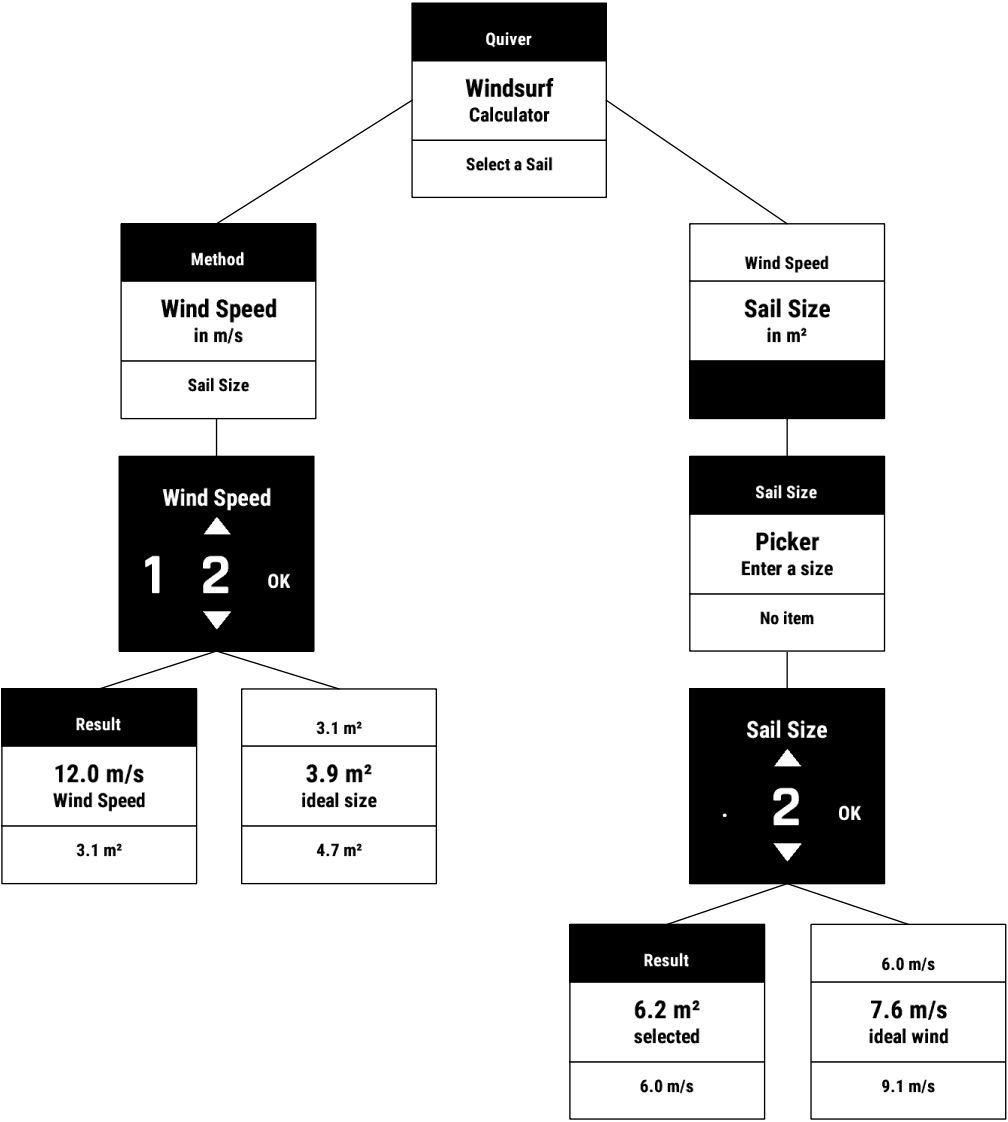 Quiver
Windsurf
Calculator
Select a Sail
Method
Wind Speed
in m/s
Sail Size
Wind Speed
Sail Size
in m²
Wind Speed
1 2 OK
Sail Size
Picker
Enter a size
No item
Result
12.0 m/s
Wind Speed
3.1 m²
3.1 m²
3.9 m²
ideal size
4.7 m²
Sail Size
. 2 OK
Result
6.2 m²
selected
6.0 m/s
6.0 m/s
7.6 m/s
ideal wind
9.1 m/s